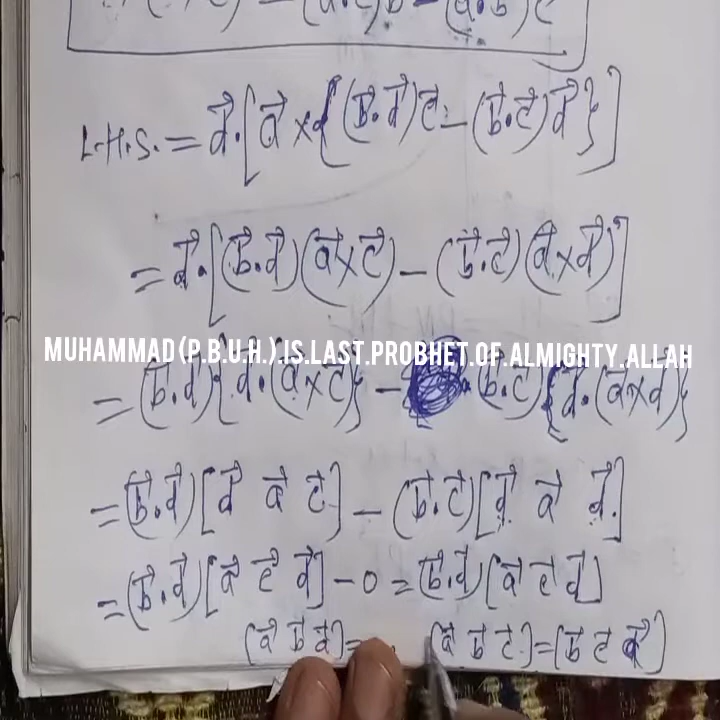 L.H.S. = d⃗·[a⃗ × {(b⃗·d⃗)c⃗ - (b⃗·c⃗)d⃗}]
= d⃗·[(b⃗·d⃗)(a⃗×c⃗) - (b⃗·c⃗)(a⃗×d⃗)]
MUHAMMAD(P.B.U.H.).IS.LAST.PROBHET.OF.ALMIGHTY.ALLAH
= (b⃗·d⃗){d⃗·(a⃗×c⃗)} - (b⃗·c⃗){d⃗·(a⃗×d⃗)}
= (b⃗·d⃗)[d⃗ a⃗ c⃗] - (b⃗·c⃗)[d⃗ a⃗ d⃗]
= (b⃗·d⃗)[a⃗ c⃗ d⃗] - 0 = (b⃗·d⃗)[a⃗ c⃗ d⃗]
[a⃗ b⃗ a⃗] = [a⃗ b⃗ c⃗] = [b⃗ c⃗ a⃗]